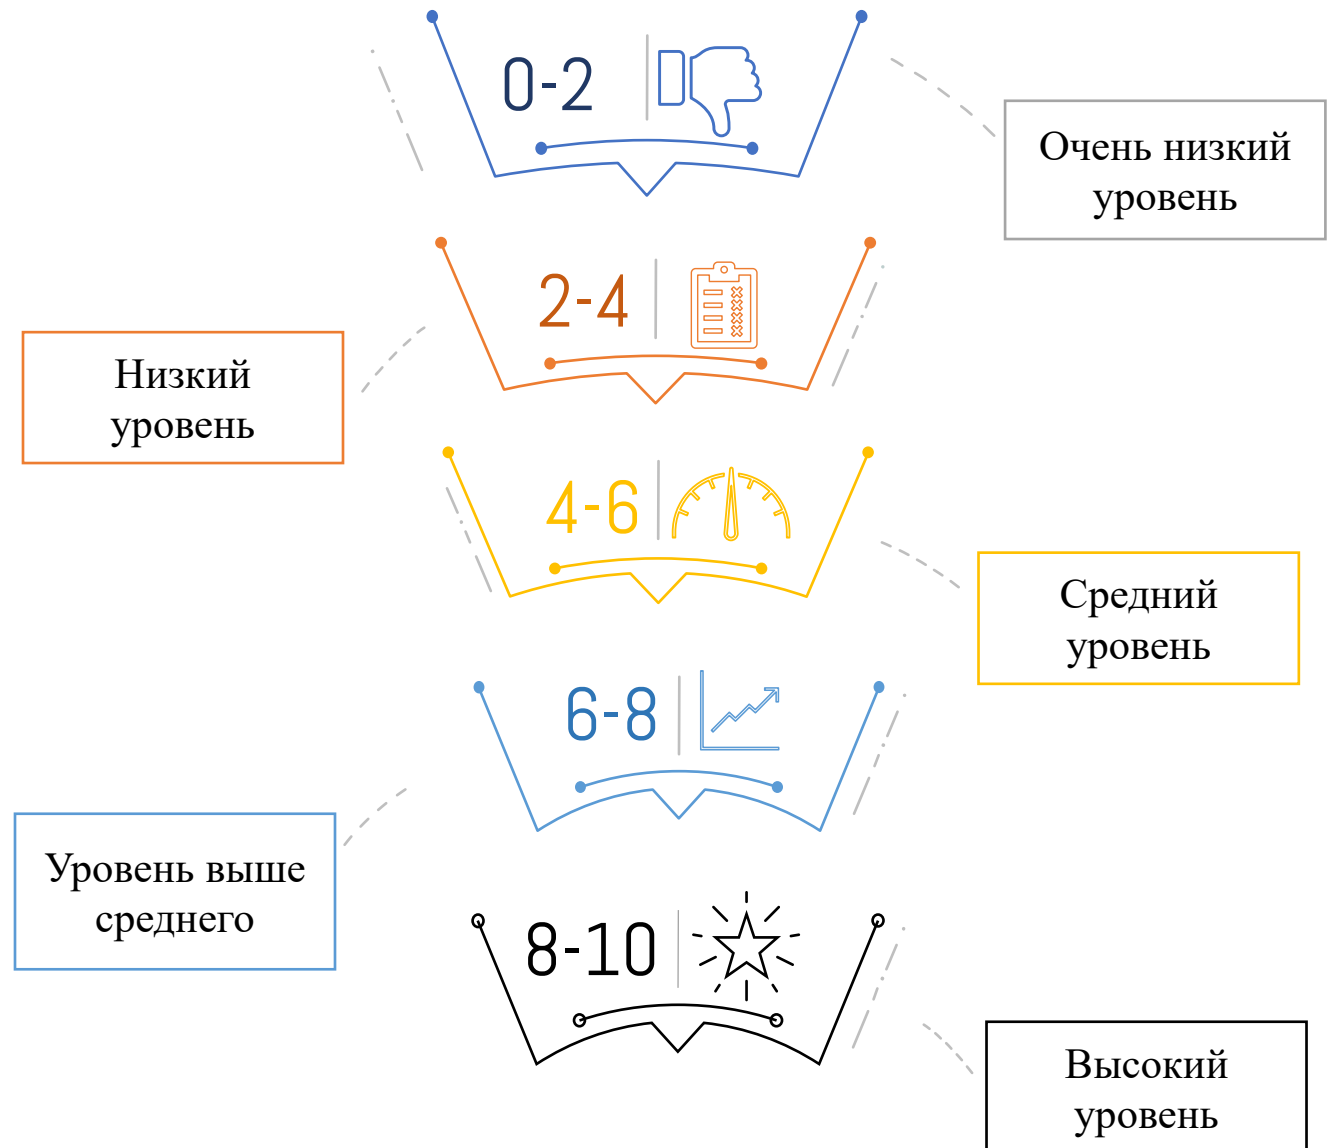 0-2
Очень низкий
уровень
2-4
Низкий
уровень
4-6
Средний
уровень
6-8
Уровень выше
среднего
8-10
Высокий
уровень